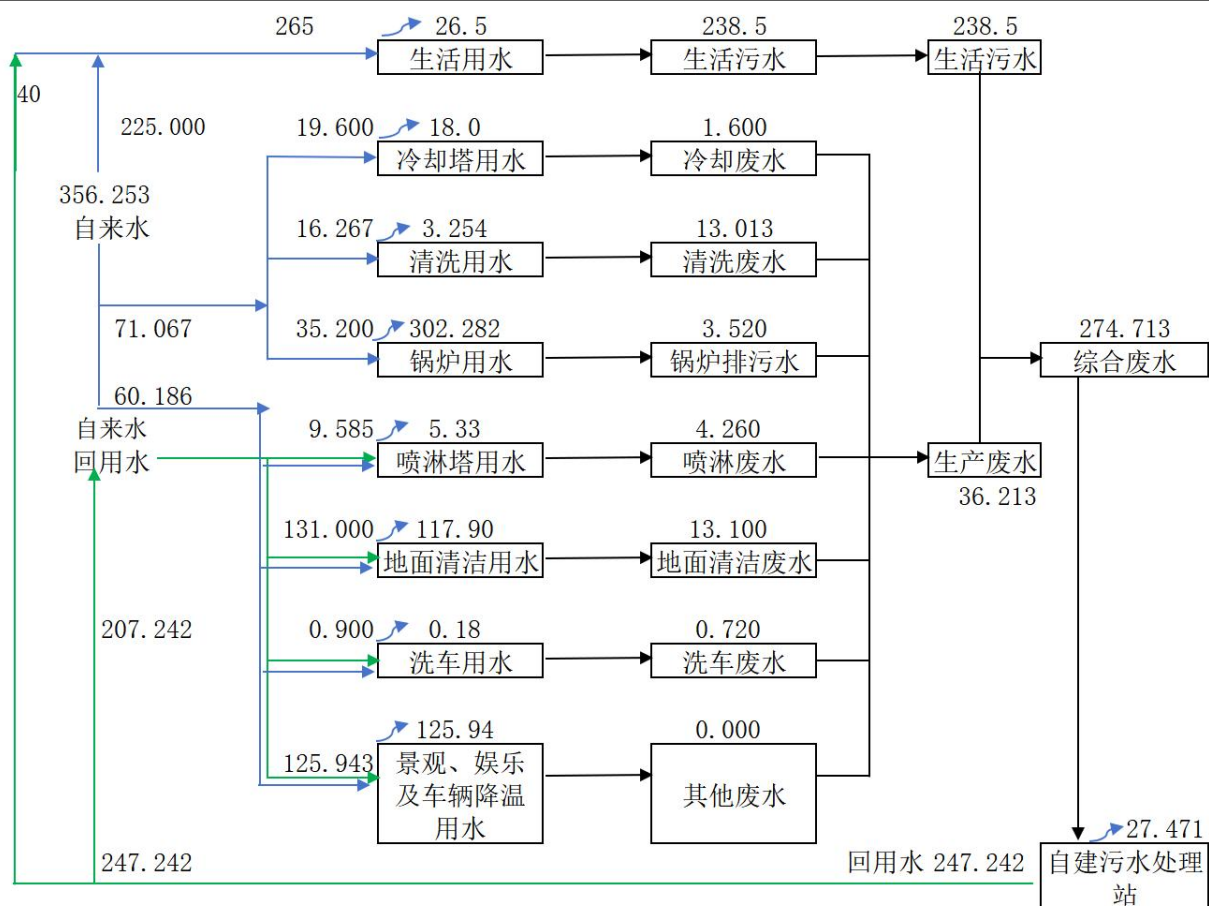 265
26.5
238.5
238.5
生活用水
生活污水
生活污水
40
225.000
19.600
18.0
1.600
冷却塔用水
冷却废水
356.253
自来水
16.267
3.254
13.013
清洗用水
清洗废水
71.067
35.200
302.282
3.520
274.713
锅炉用水
锅炉排污水
综合废水
60.186
自来水
回用水
9.585
5.33
4.260
喷淋塔用水
喷淋废水
生产废水
36.213
131.000
117.90
13.100
地面清洁用水
地面清洁废水
207.242
0.900
0.18
0.720
洗车用水
洗车废水
125.94
0.000
125.943
景观、娱乐
及车辆降温
用水
其他废水
27.471
247.242
回用水 247.242
自建污水处理
站